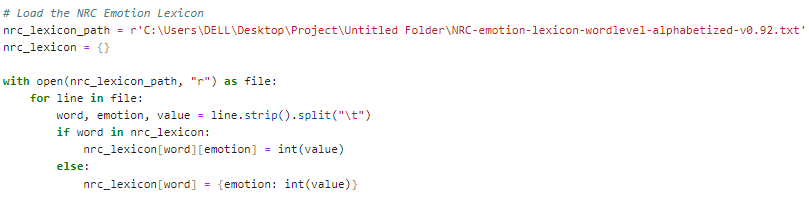 # Load the NRC Emotion Lexicon
nrc_lexicon_path = r'C:\Users\DELL\Desktop\Project\Untitled Folder\NRC-emotion-lexicon-wordlevel-alphabetized-v0.92.txt'
nrc_lexicon = {}

with open(nrc_lexicon_path, "r") as file:
    for line in file:
        word, emotion, value = line.strip().split("\t")
        if word in nrc_lexicon:
            nrc_lexicon[word][emotion] = int(value)
        else:
            nrc_lexicon[word] = {emotion: int(value)}